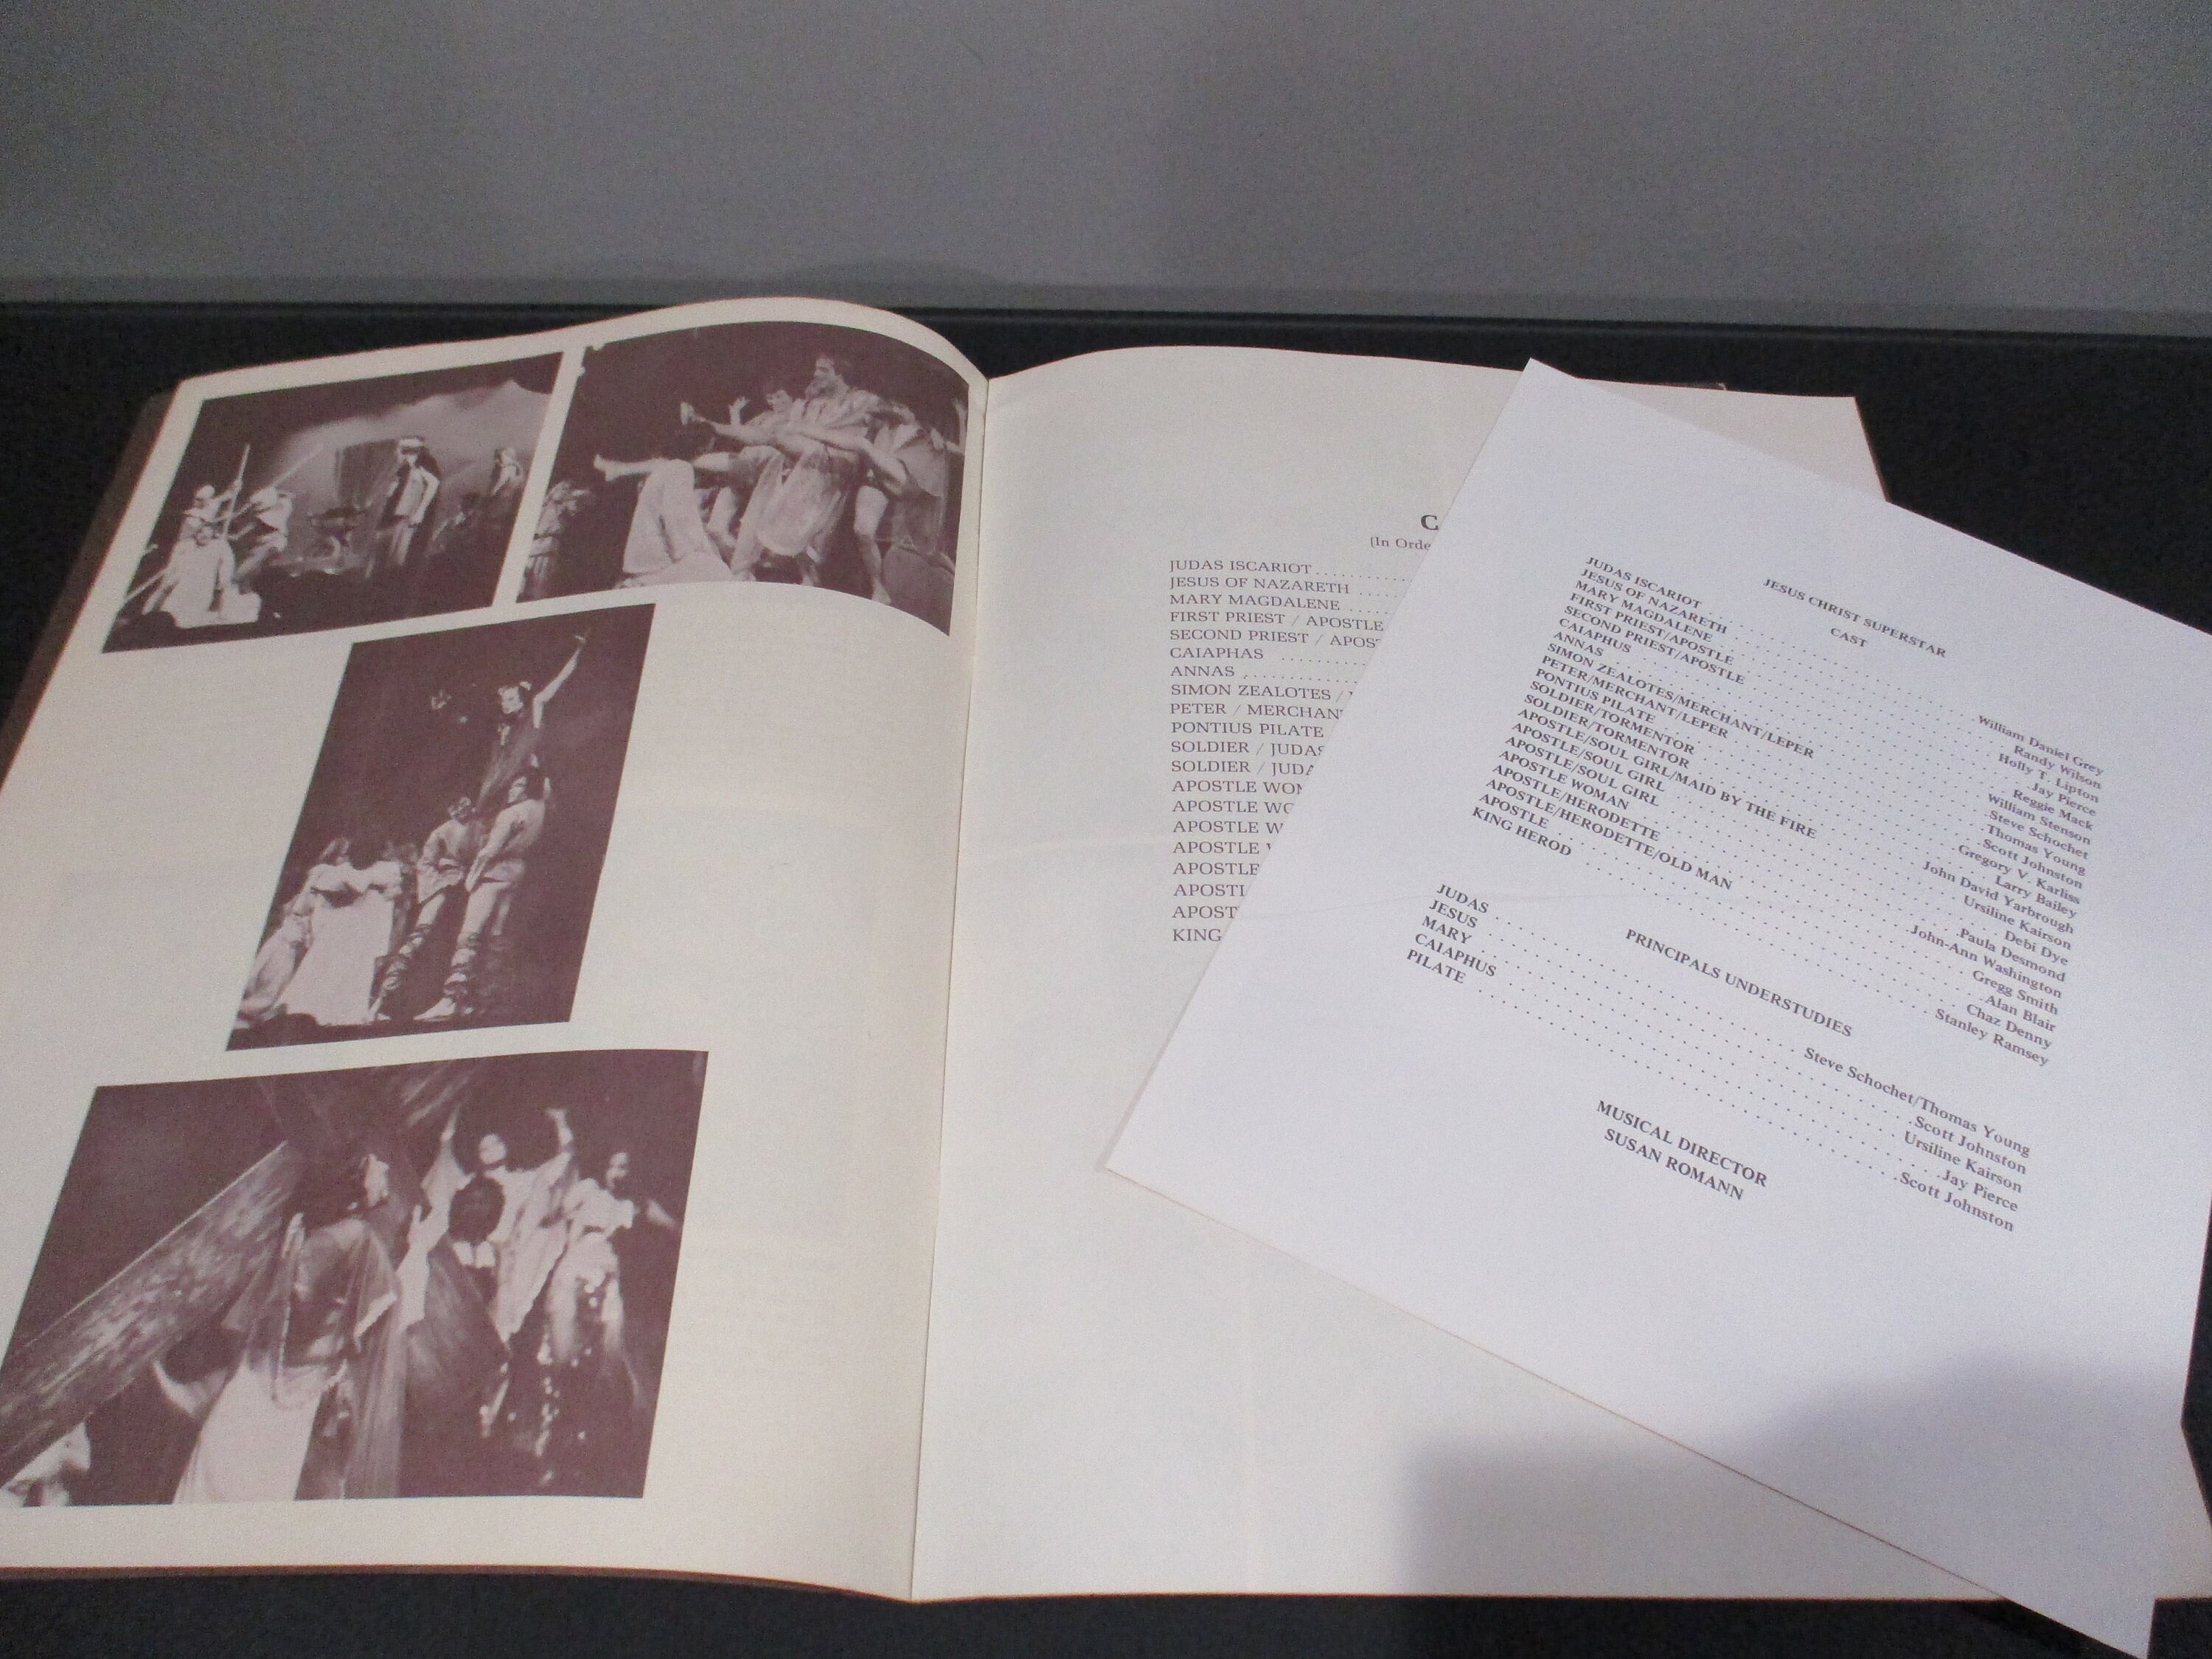 C
(In Orde
JUDAS ISCARIOT . . . . . . . . . .
JESUS OF NAZARETH . . . . . .
MARY MAGDALENE . . . . . .
FIRST PRIEST / APOSTLE
SECOND PRIEST / APOST
CAIAPHAS . . . . . . . . . .
ANNAS . . . . . . . . . . . .
SIMON ZEALOTES /
PETER / MERCHAN
PONTIUS PILATE
SOLDIER / JUDAS
SOLDIER / JUDA
APOSTLE WOM
APOSTLE WO
APOSTLE W
APOSTLE
APOSTLE
APOSTL
APOST
KING
JESUS CHRIST SUPERSTAR
CAST
JUDAS ISCARIOT . . . . . . . . . . William Daniel Grey
JESUS OF NAZARETH . . . . . . . . . . Randy Wilson
MARY MAGDALENE . . . . . . . . . . Holly T. Lipton
FIRST PRIEST/APOSTLE . . . . . . . . . . Jay Pierce
SECOND PRIEST/APOSTLE . . . . . . . . . . Reggie Mack
CAIAPHUS . . . . . . . . . . William Stenson
ANNAS . . . . . . . . . . Steve Schochet
SIMON ZEALOTES/MERCHANT/LEPER . . . . . . . . . . Thomas Young
PETER/MERCHANT/LEPER . . . . . . . . . . Scott Johnston
PONTIUS PILATE . . . . . . . . . . Gregory V. Karliss
SOLDIER/TORMENTOR . . . . . . . . . . Larry Bailey
SOLDIER/TORMENTOR . . . . . . . . . . John David Yarbrough
APOSTLE/SOUL GIRL/MAID BY THE FIRE . . . . . . . . . . Ursiline Kairson
APOSTLE/SOUL GIRL . . . . . . . . . . Debi Dye
APOSTLE/SOUL GIRL . . . . . . . . . . Paula Desmond
APOSTLE WOMAN . . . . . . . . . . John-Ann Washington
APOSTLE/HERODETTE . . . . . . . . . . Gregg Smith
APOSTLE/HERODETTE/OLD MAN . . . . . . . . . . Alan Blair
APOSTLE . . . . . . . . . . Chaz Denny
KING HEROD . . . . . . . . . . Stanley Ramsey
PRINCIPALS UNDERSTUDIES
JUDAS . . . . . . . . . . Steve Schochet/Thomas Young
JESUS . . . . . . . . . . Scott Johnston
MARY . . . . . . . . . . Ursiline Kairson
CAIAPHUS . . . . . . . . . . Jay Pierce
PILATE . . . . . . . . . . Scott Johnston
MUSICAL DIRECTOR
SUSAN ROMANN